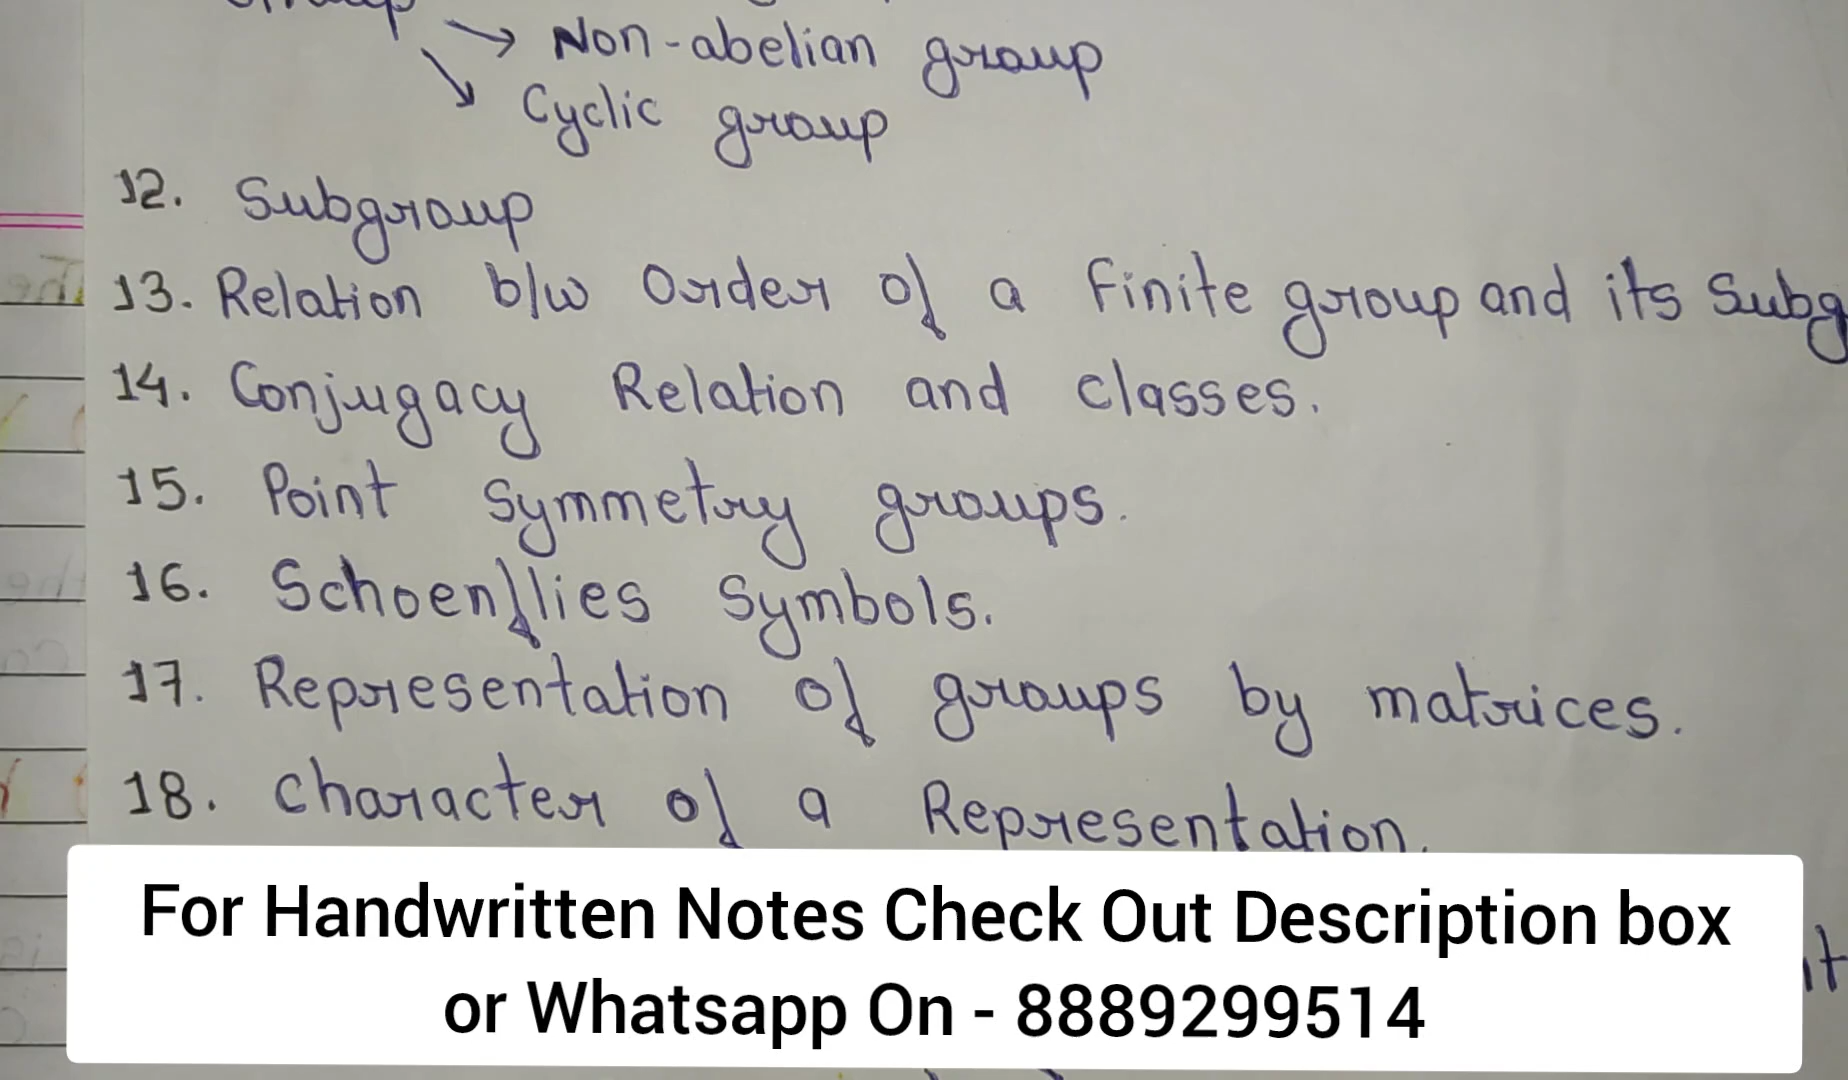 → Non-abelian group
↘ Cyclic group
12. Subgroup
13. Relation b/w Order of a Finite group and its Subg
14. Conjugacy Relation and classes.
15. Point Symmetry groups.
16. Schoenflies Symbols.
17. Representation of groups by matrices.
18. Character of a Representation.
For Handwritten Notes Check Out Description box
or Whatsapp On - 8889299514